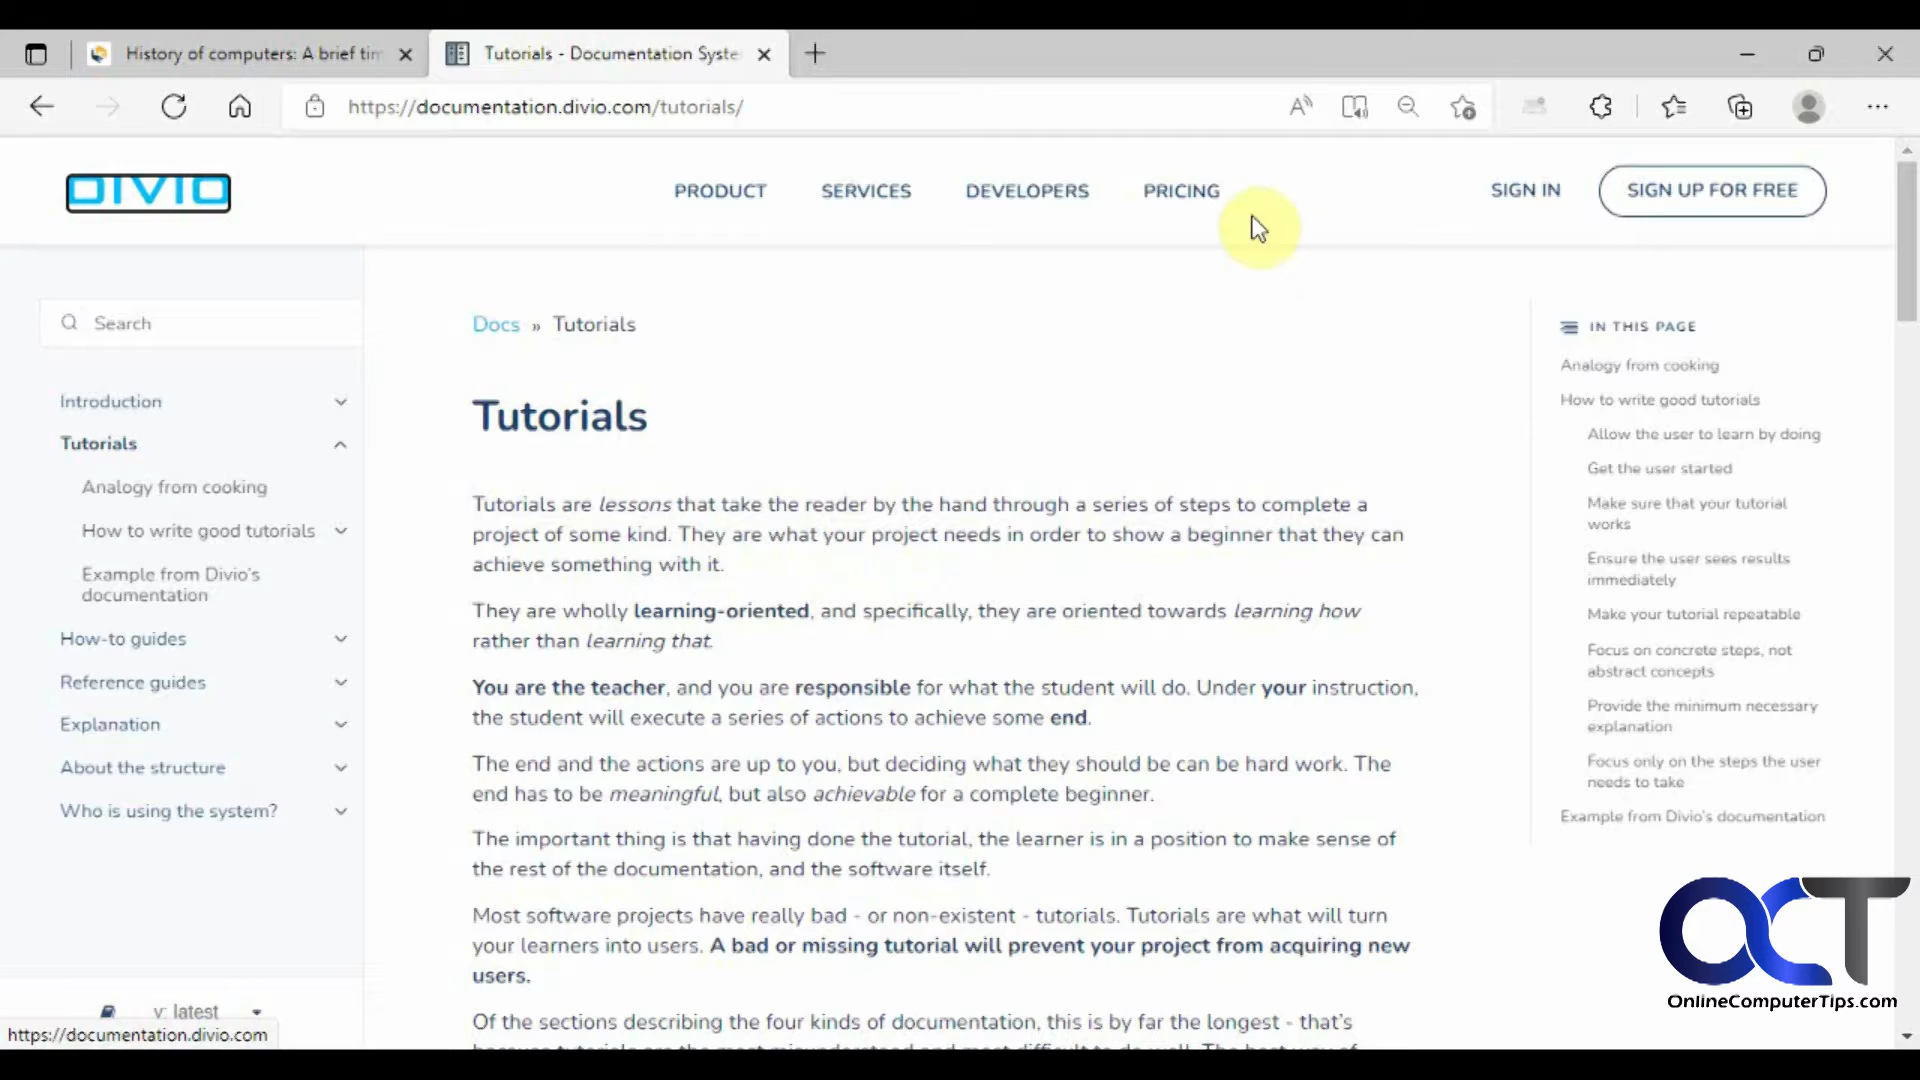 History of computers: A brief tim
Tutorials - Documentation Syste
https://documentation.divio.com/tutorials/
DIVIO
PRODUCT
SERVICES
DEVELOPERS
PRICING
SIGN IN
SIGN UP FOR FREE
Search
Introduction
Tutorials
Analogy from cooking
How to write good tutorials
Example from Divio's
documentation
How-to guides
Reference guides
Explanation
About the structure
Who is using the system?
v: latest
https://documentation.divio.com
Docs » Tutorials
Tutorials
Tutorials are lessons that take the reader by the hand through a series of steps to complete a
project of some kind. They are what your project needs in order to show a beginner that they can
achieve something with it.
They are wholly learning-oriented, and specifically, they are oriented towards learning how
rather than learning that.
You are the teacher, and you are responsible for what the student will do. Under your instruction,
the student will execute a series of actions to achieve some end.
The end and the actions are up to you, but deciding what they should be can be hard work. The
end has to be meaningful, but also achievable for a complete beginner.
The important thing is that having done the tutorial, the learner is in a position to make sense of
the rest of the documentation, and the software itself.
Most software projects have really bad - or non-existent - tutorials. Tutorials are what will turn
your learners into users. A bad or missing tutorial will prevent your project from acquiring new
users.
Of the sections describing the four kinds of documentation, this is by far the longest - that's
IN THIS PAGE
Analogy from cooking
How to write good tutorials
Allow the user to learn by doing
Get the user started
Make sure that your tutorial
works
Ensure the user sees results
immediately
Make your tutorial repeatable
Focus on concrete steps, not
abstract concepts
Provide the minimum necessary
explanation
Focus only on the steps the user
needs to take
Example from Divio's documentation
OCT
OnlineComputerTips.com